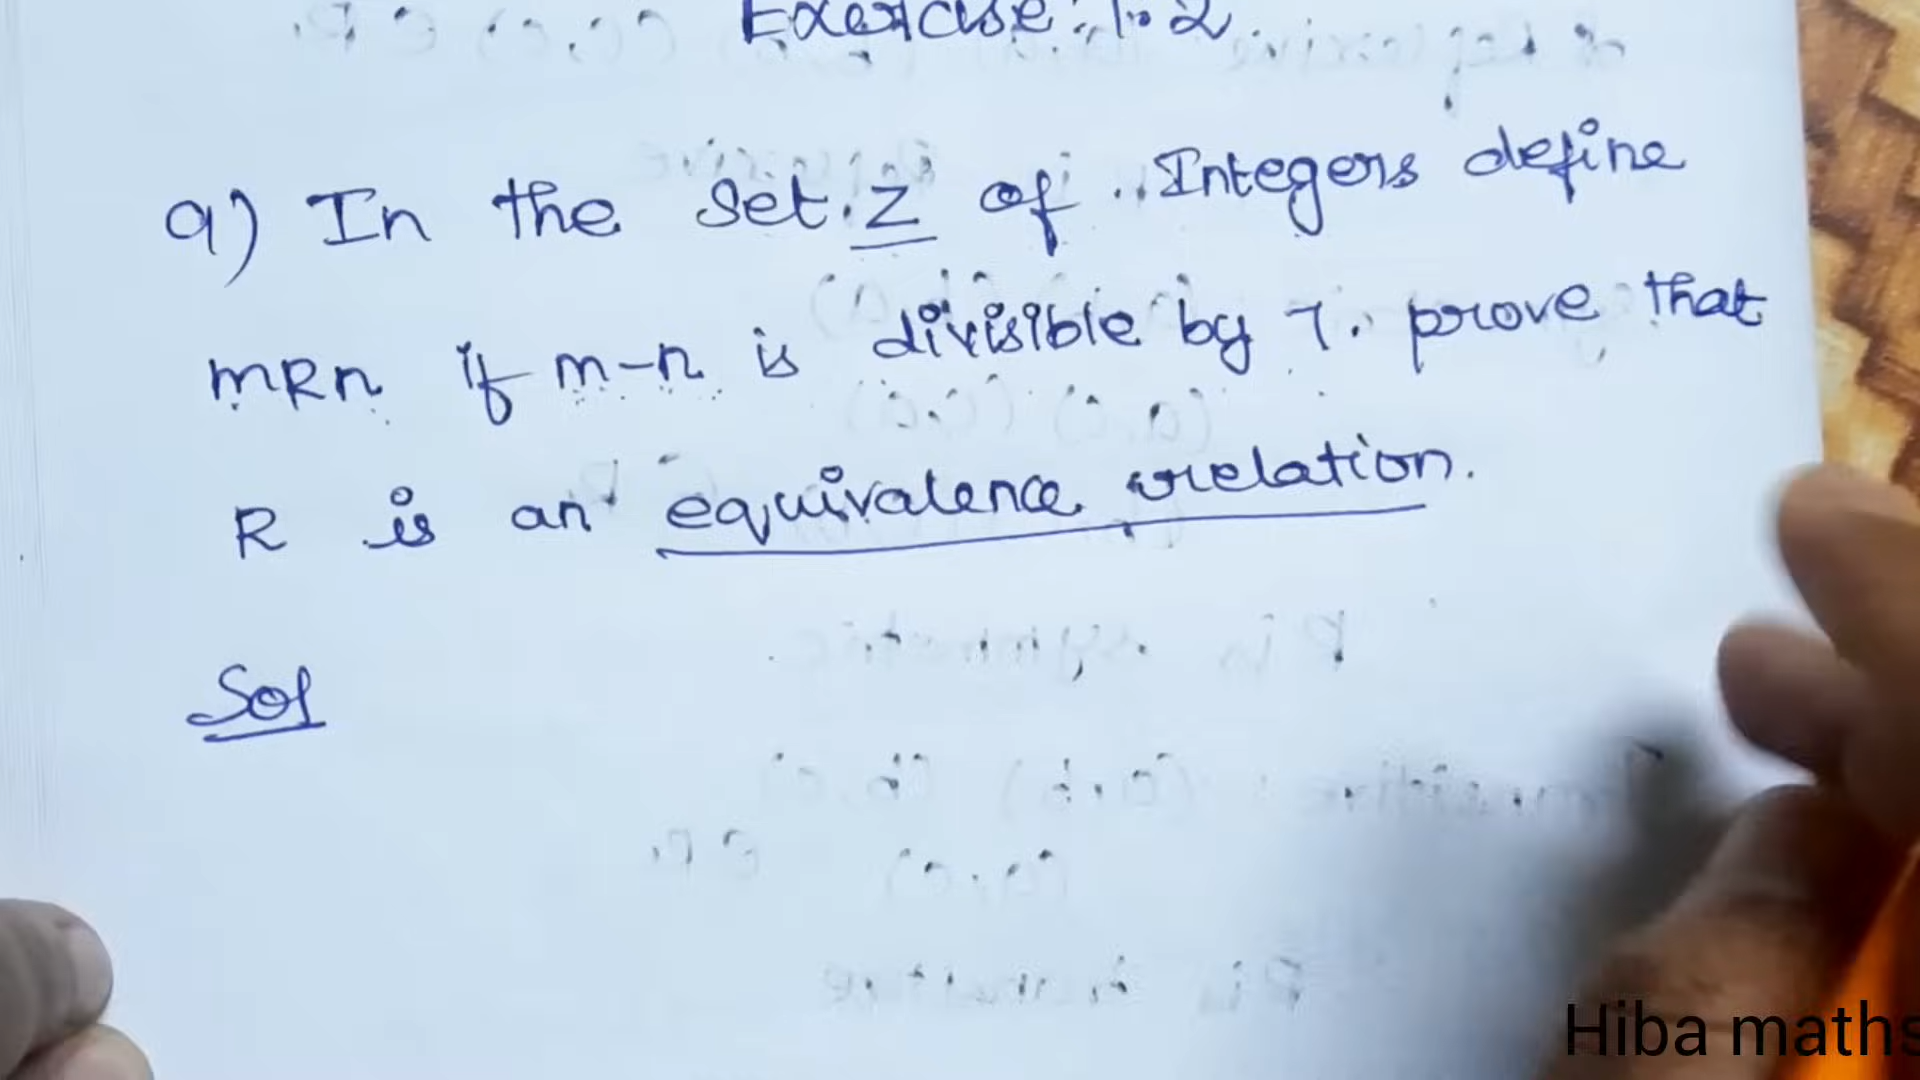 Exercise: 1.2.
9) In the set Z of Integers define
mRn if m-n is divisible by 7. prove that
R is an equivalence relation.
Sol
Hiba maths